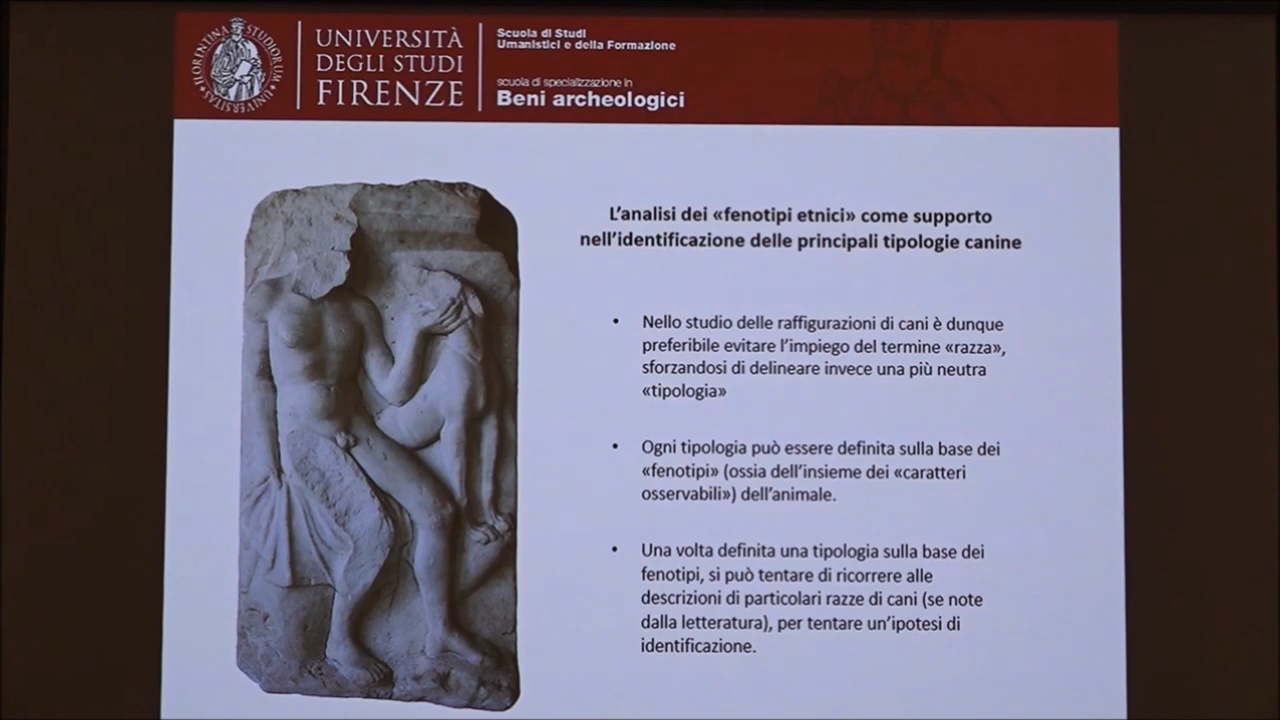 FLORENTINA STUDIORUM UNIVERSITAS
UNIVERSITÀ
DEGLI STUDI
FIRENZE
Scuola di Studi
Umanistici e della Formazione
scuola di specializzazione in
Beni archeologici
L'analisi dei «fenotipi etnici» come supporto
nell'identificazione delle principali tipologie canine
• Nello studio delle raffigurazioni di cani è dunque
preferibile evitare l'impiego del termine «razza»,
sforzandosi di delineare invece una più neutra
«tipologia»
• Ogni tipologia può essere definita sulla base dei
«fenotipi» (ossia dell'insieme dei «caratteri
osservabili») dell'animale.
• Una volta definita una tipologia sulla base dei
fenotipi, si può tentare di ricorrere alle
descrizioni di particolari razze di cani (se note
dalla letteratura), per tentare un'ipotesi di
identificazione.